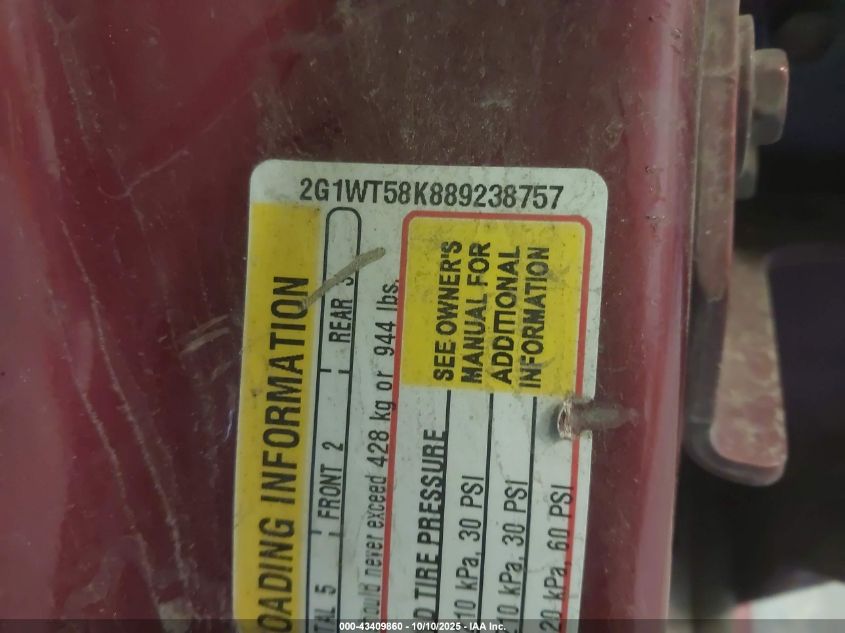 2G1WT58K889238757
OADING INFORMATION
TAL 5 FRONT 2 REAR 3
ould never exceed 428 kg or 944 lbs.
D TIRE PRESSURE
SEE OWNER'S
MANUAL FOR
ADDITIONAL
INFORMATION
10 kPa, 30 PSI
10 kPa, 30 PSI
20 kPa, 60 PSI
000-43409860 - 10/10/2025 - IAA Inc.